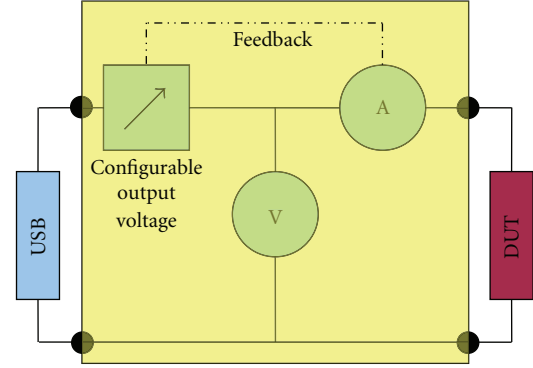 Feedback
A
Configurable
output
voltage
V
USB
DUT